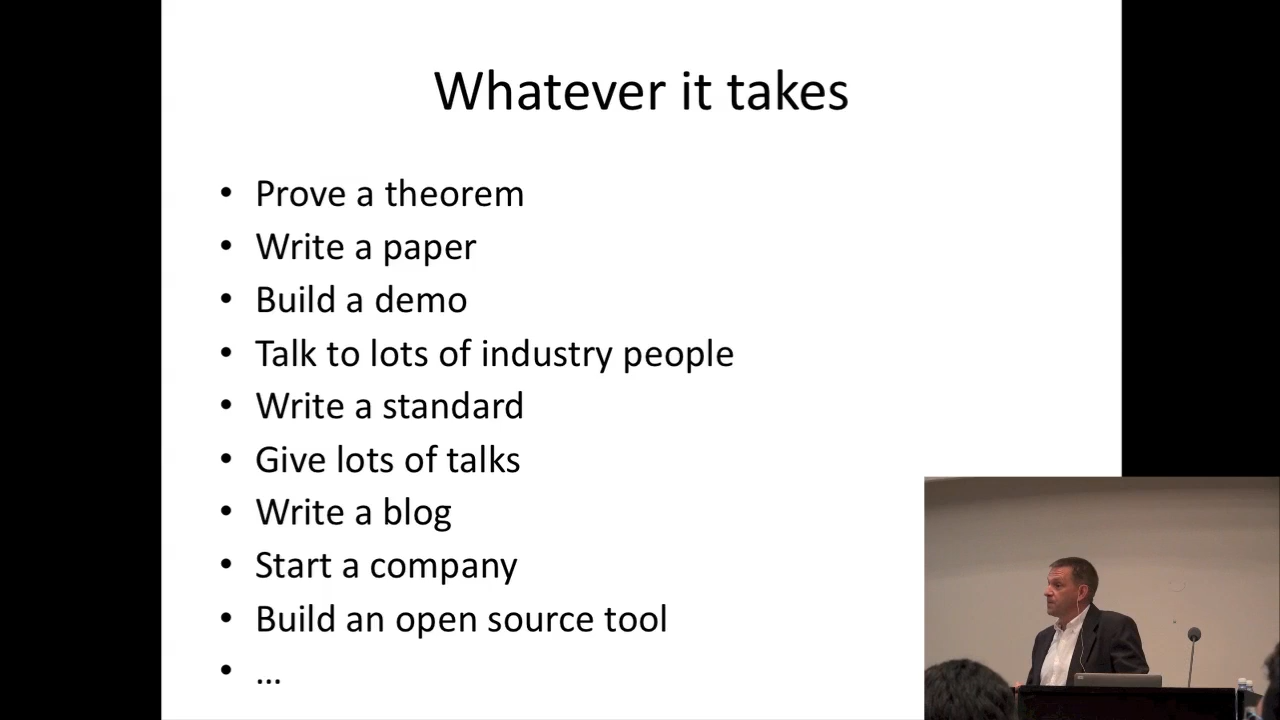 Whatever it takes
• Prove a theorem
• Write a paper
• Build a demo
• Talk to lots of industry people
• Write a standard
• Give lots of talks
• Write a blog
• Start a company
• Build an open source tool
• ...